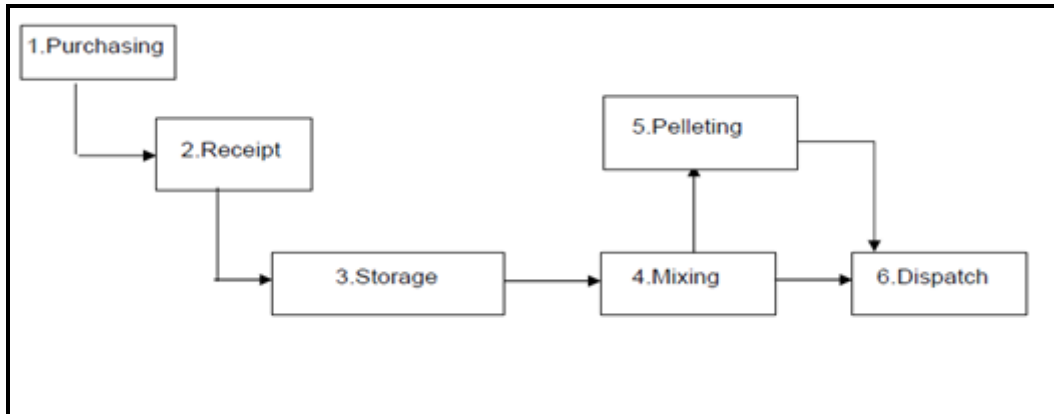 1.Purchasing
2.Receipt
3.Storage
4.Mixing
5.Pelleting
6.Dispatch